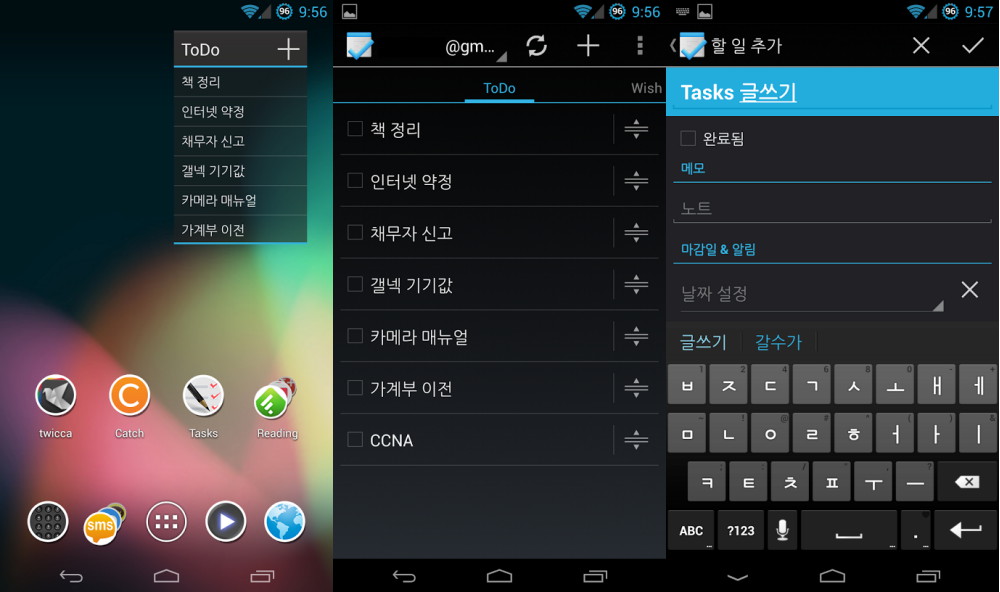 96 9:56
ToDo
책 정리
인터넷 약정
채무자 신고
갤넥 기기값
카메라 매뉴얼
가계부 이전
twicca
Catch
Tasks
Reading
sms
96 9:56
@gm...
ToDo
Wish
책 정리
인터넷 약정
채무자 신고
갤넥 기기값
카메라 매뉴얼
가계부 이전
CCNA
96 9:57
할 일 추가
Tasks 글쓰기
완료됨
메모
노트
마감일 & 알림
날짜 설정
글쓰기 갈수가
ㅂ ㅈ ㄷ ㄱ ㅅ ㅗ ㅐ ㅔ
ㅁ ㄴ ㅇ ㄹ ㅎ ㅓ ㅏ ㅣ
ㅋ ㅌ ㅊ ㅍ ㅜ ㅡ
ABC ?123 .